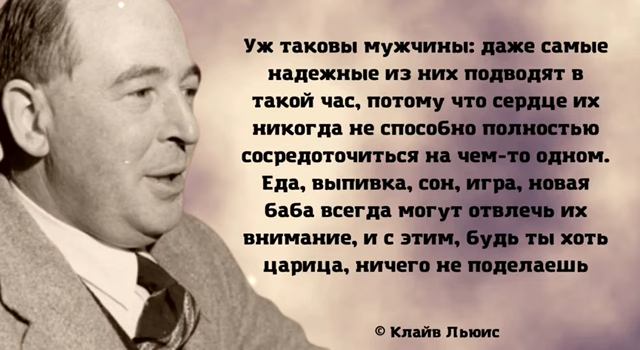 Уж таковы мужчины: даже самые
надежные из них подводят в
такой час, потому что сердце их
никогда не способно полностью
сосредоточиться на чем-то одном.
Еда, выпивка, сон, игра, новая
баба всегда могут отвлечь их
внимание, и с этим, будь ты хоть
царица, ничего не поделаешь
© Клайв Льюис